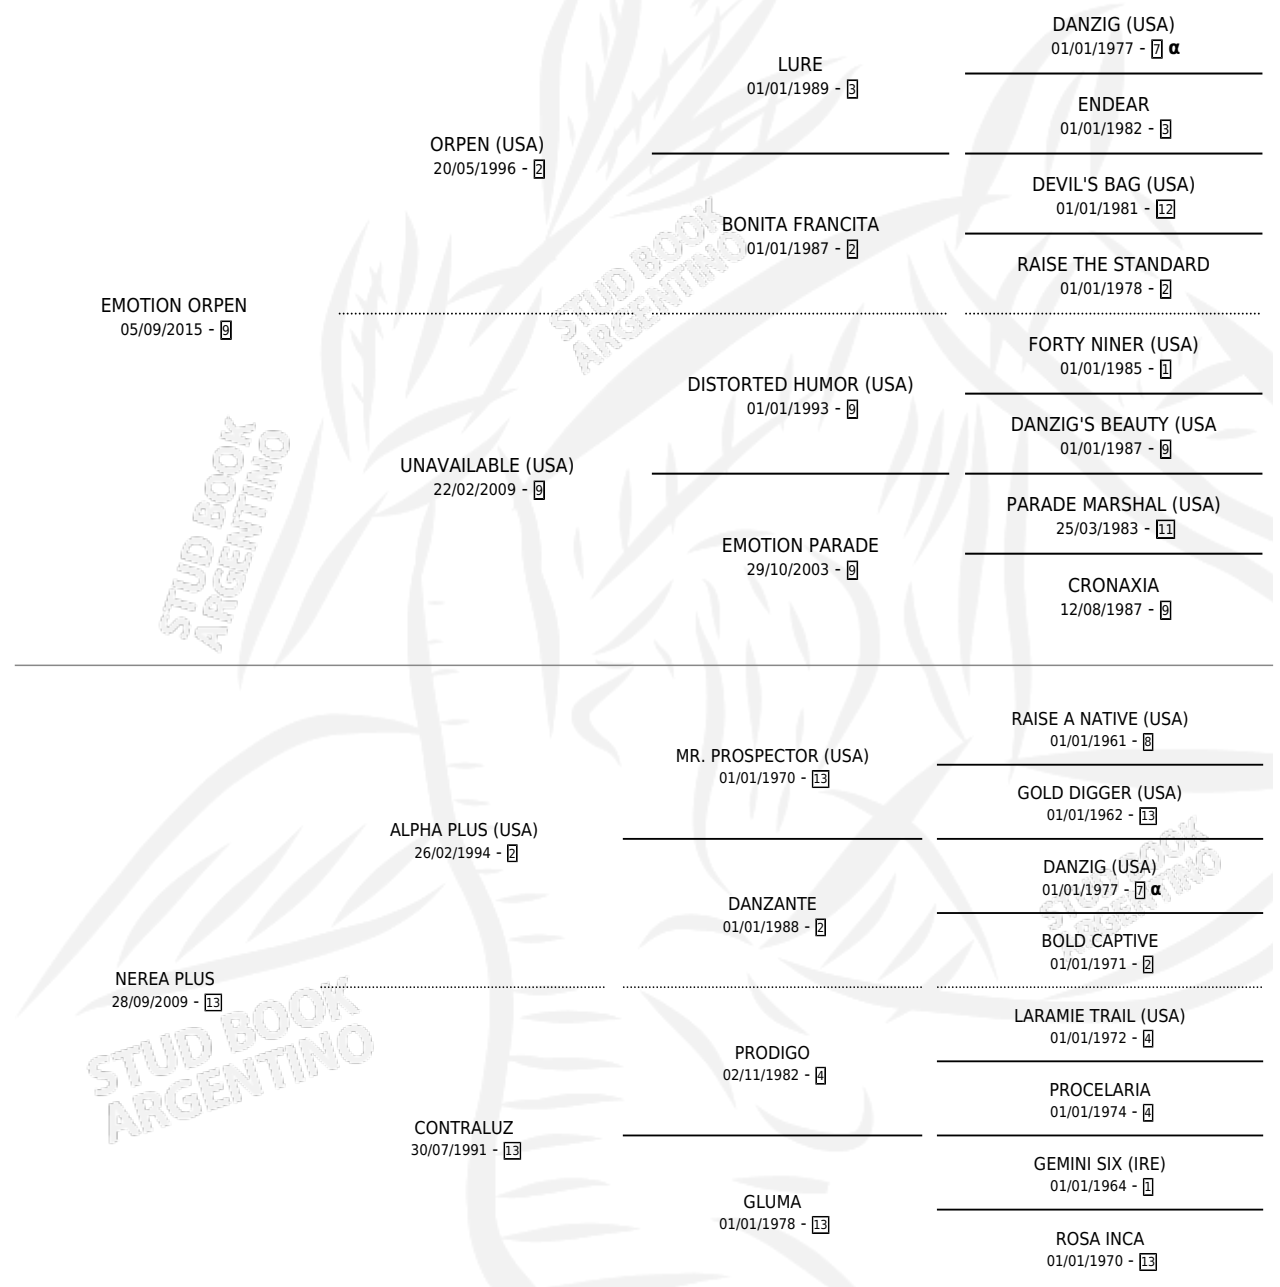 DANZIG (USA)
01/01/1977 - 7 α
LURE
01/01/1989 - 3
ENDEAR
01/01/1982 - 3
ORPEN (USA)
20/05/1996 - 2
DEVIL'S BAG (USA)
01/01/1981 - 12
BONITA FRANCITA
01/01/1987 - 2
RAISE THE STANDARD
01/01/1978 - 2
STUD BOOK
ARGENTINO
EMOTION ORPEN
05/09/2015 - 9
FORTY NINER (USA)
01/01/1985 - 1
DISTORTED HUMOR (USA)
01/01/1993 - 9
DANZIG'S BEAUTY (USA
01/01/1987 - 9
UNAVAILABLE (USA)
22/02/2009 - 9
PARADE MARSHAL (USA)
25/03/1983 - 11
EMOTION PARADE
29/10/2003 - 9
CRONAXIA
12/08/1987 - 9
STUD BOOK
ARGENTINO
RAISE A NATIVE (USA)
01/01/1961 - 8
MR. PROSPECTOR (USA)
01/01/1970 - 13
GOLD DIGGER (USA)
01/01/1962 - 13
ALPHA PLUS (USA)
26/02/1994 - 2
DANZIG (USA)
01/01/1977 - 7 α
STUD BOOK
ARGENTINO
DANZANTE
01/01/1988 - 2
BOLD CAPTIVE
01/01/1971 - 2
NEREA PLUS
28/09/2009 - 13
STUD BOOK
ARGENTINO
LARAMIE TRAIL (USA)
01/01/1972 - 4
PRODIGO
02/11/1982 - 4
PROCELARIA
01/01/1974 - 4
CONTRALUZ
30/07/1991 - 13
GEMINI SIX (IRE)
01/01/1964 - 1
GLUMA
01/01/1978 - 13
ROSA INCA
01/01/1970 - 13